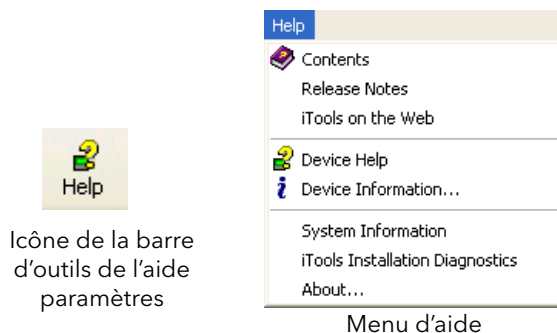 Help
Icône de la barre
d'outils de l'aide
paramètres
Help
Contents
Release Notes
iTools on the Web
Device Help
Device Information...
System Information
iTools Installation Diagnostics
About...
Menu d'aide